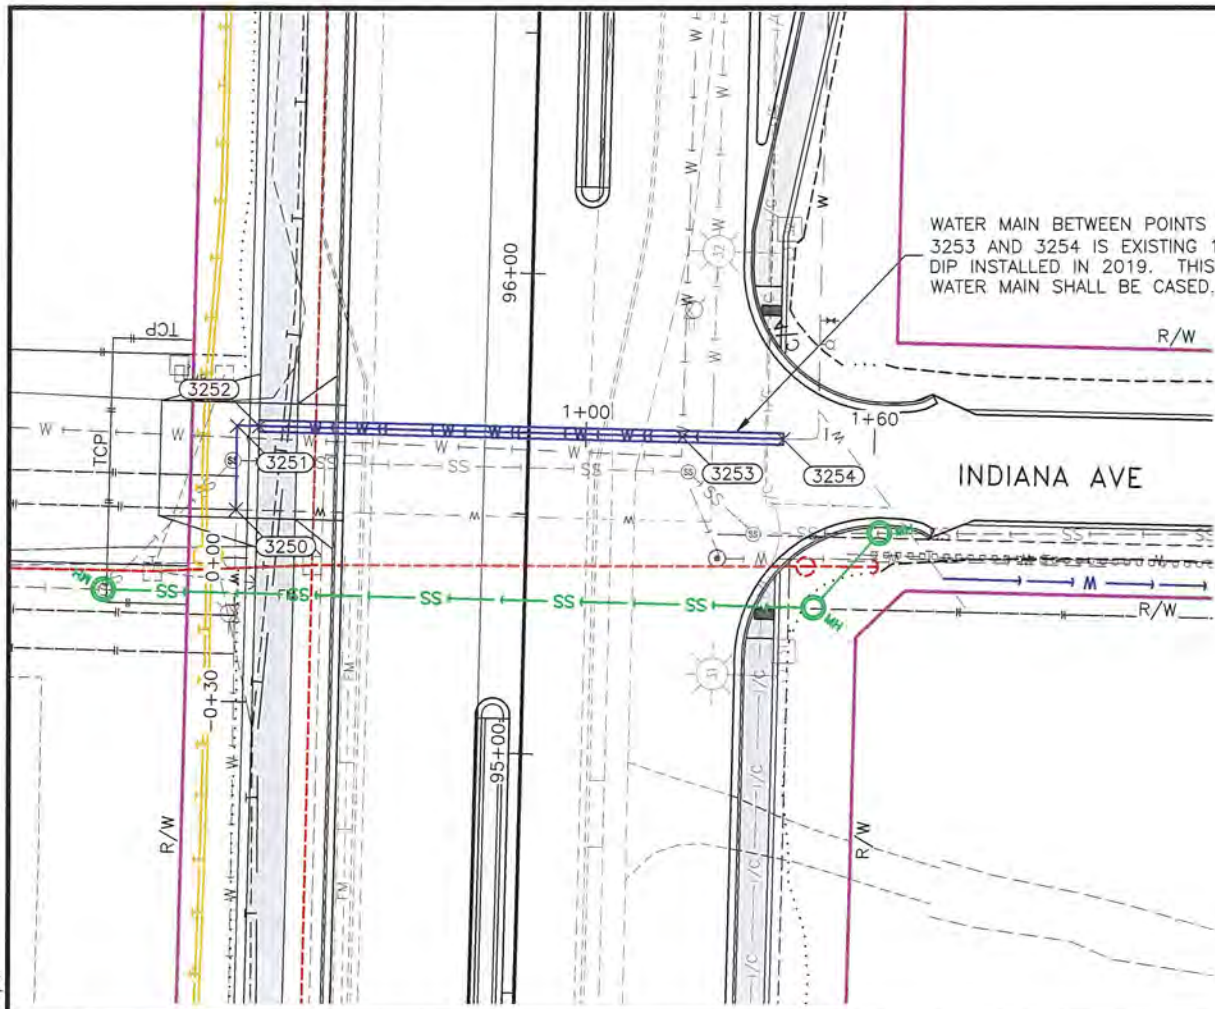 WATER MAIN BETWEEN POINTS
3253 AND 3254 IS EXISTING 1
DIP INSTALLED IN 2019. THIS
WATER MAIN SHALL BE CASED.
R/W
96+00
TCP
3252
1+00
1+60
W W W W W W
TCP
3251
3253
3254
INDIANA AVE
3250
0+00
MH
SS SS SS SS SS
MH
MH
W
R/W
-0+30
95+00
FM
FM
R/W
R/W
I/C
I/C
I/C
I/C